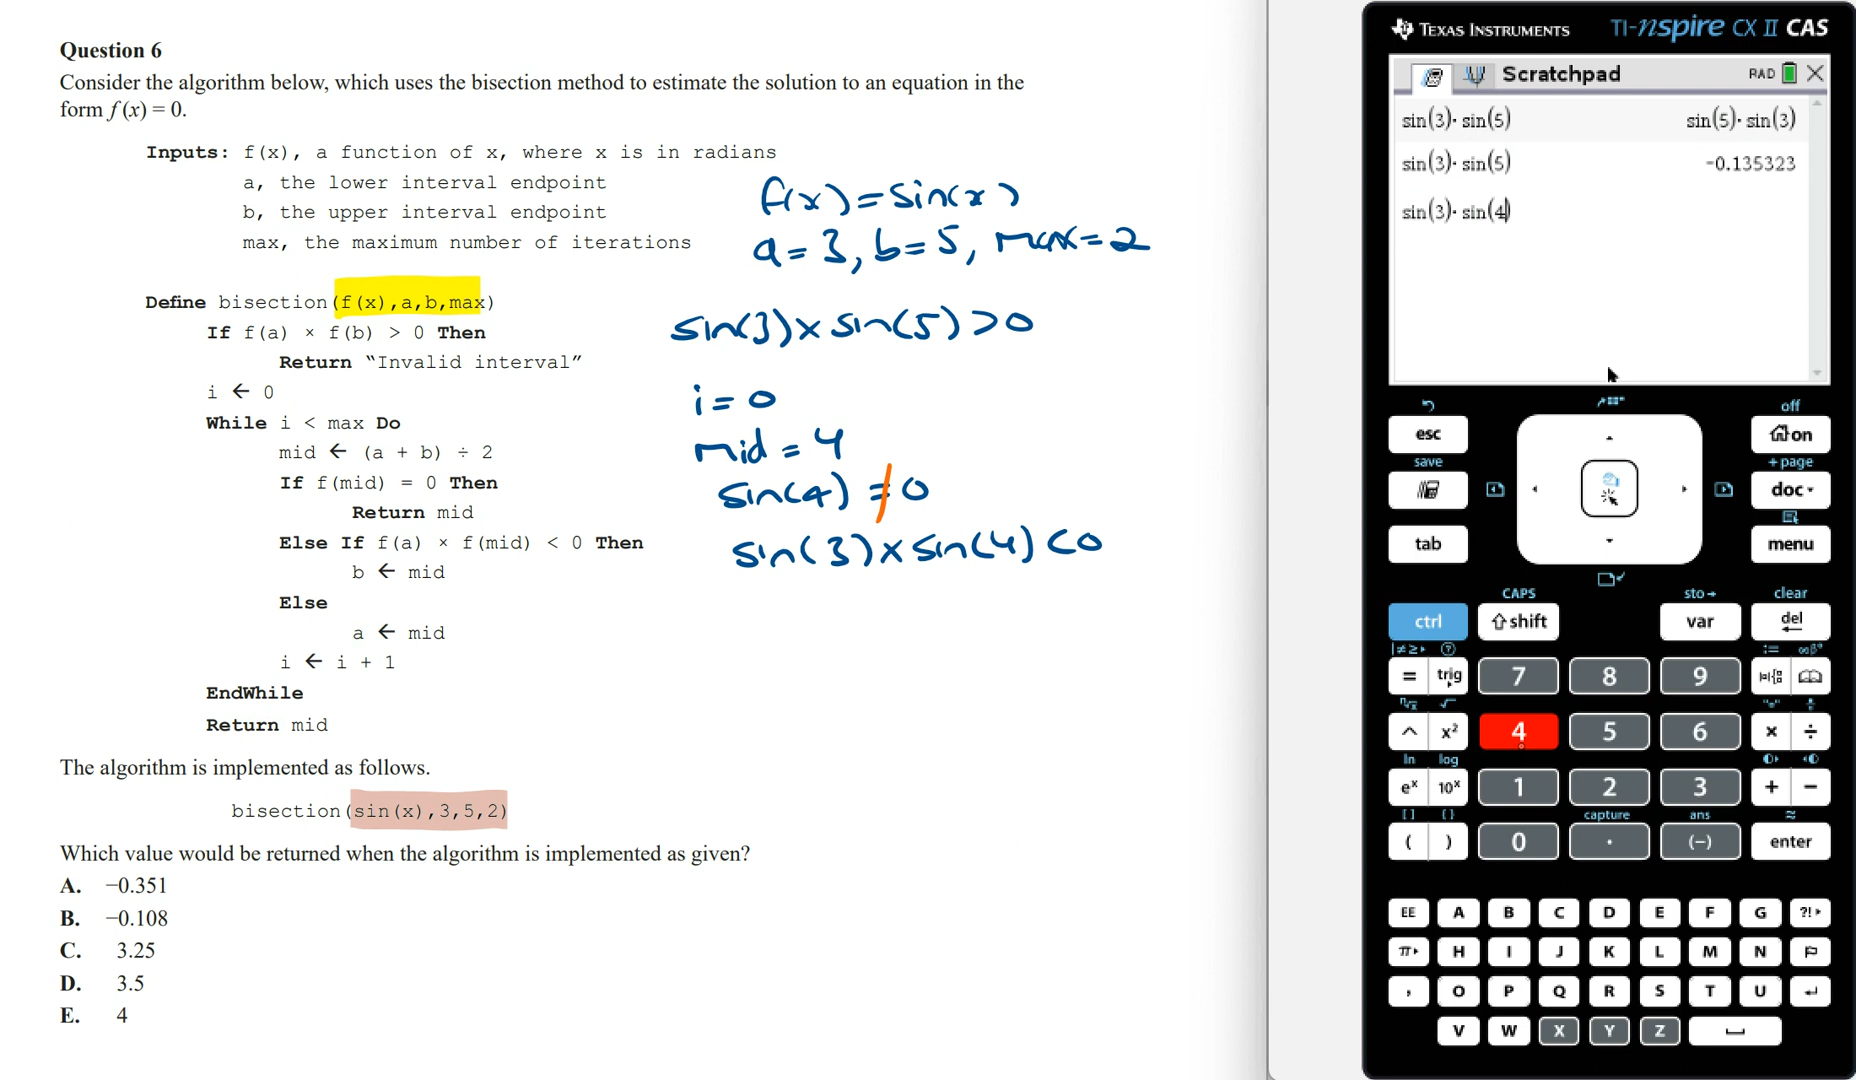 Question 6
Consider the algorithm below, which uses the bisection method to estimate the solution to an equation in the
form f(x) = 0.
Inputs: f(x), a function of x, where x is in radians
a, the lower interval endpoint
b, the upper interval endpoint
max, the maximum number of iterations
Define bisection(f(x),a,b,max)
If f(a) × f(b) > 0 Then
Return “Invalid interval”
i ← 0
While i < max Do
mid ← (a + b) ÷ 2
If f(mid) = 0 Then
Return mid
Else If f(a) × f(mid) < 0 Then
b ← mid
Else
a ← mid
i ← i + 1
EndWhile
Return mid
The algorithm is implemented as follows.
bisection(sin(x),3,5,2)
Which value would be returned when the algorithm is implemented as given?
A. −0.351
B. −0.108
C. 3.25
D. 3.5
E. 4
f(x)=sin(x)
a=3, b=5, max=2
sin(3)×sin(5)>0
i=0
mid=4
sin(4)≠0
sin(3)×sin(4)<0
TEXAS INSTRUMENTS TI-nspire CX II CAS
Scratchpad RAD
sin(3)·sin(5) sin(5)·sin(3)
sin(3)·sin(5) -0.135323
sin(3)·sin(4)
off
esc on
save +page
doc
tab menu
CAPS sto→ clear
ctrl shift var del
|≠≥▸ ? :=
= trig 7 8 9
^ x² 4 5 6 × ÷
ln log
eˣ 10ˣ 1 2 3 + −
[ ] { } capture ans ≈
( ) 0 . (−) enter
EE A B C D E F G ?!▸
π▸ H I J K L M N
, O P Q R S T U ↵
V W X Y Z